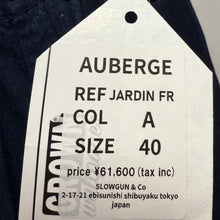 AUBERGE
REF JARDIN FR
COL A
SIZE 40
price ¥61,600 (tax inc)
SLOWGUN & Co
2-17-21 ebisunishi shibuyaku tokyo
japan